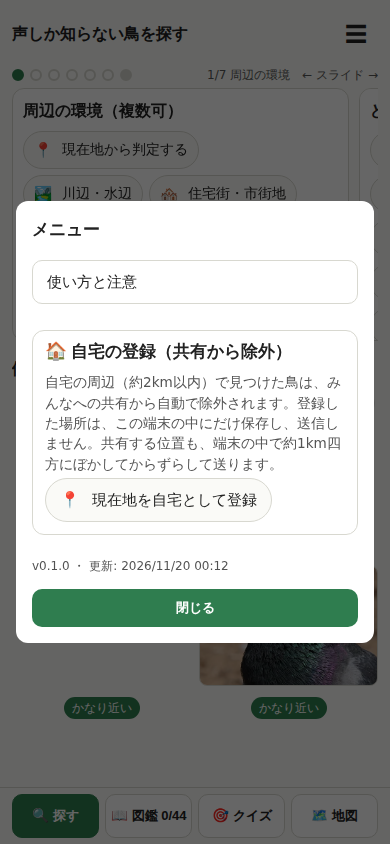 声しか知らない鳥を探す
1/7 周辺の環境 ← スライド →
周辺の環境（複数可）
現在地から判定する
川辺・水辺 住宅街・市街地
メニュー
使い方と注意
自宅の登録（共有から除外）
自宅の周辺（約2km以内）で見つけた鳥は、み
んなへの共有から自動で除外されます。登録し
た場所は、この端末の中にだけ保存し、送信し
ません。共有する位置も、端末の中で約1km四
方にぼかしてからずらして送ります。
現在地を自宅として登録
v0.1.0 ・ 更新: 2026/11/20 00:12
閉じる
かなり近い かなり近い
探す 図鑑 0/44 クイズ 地図